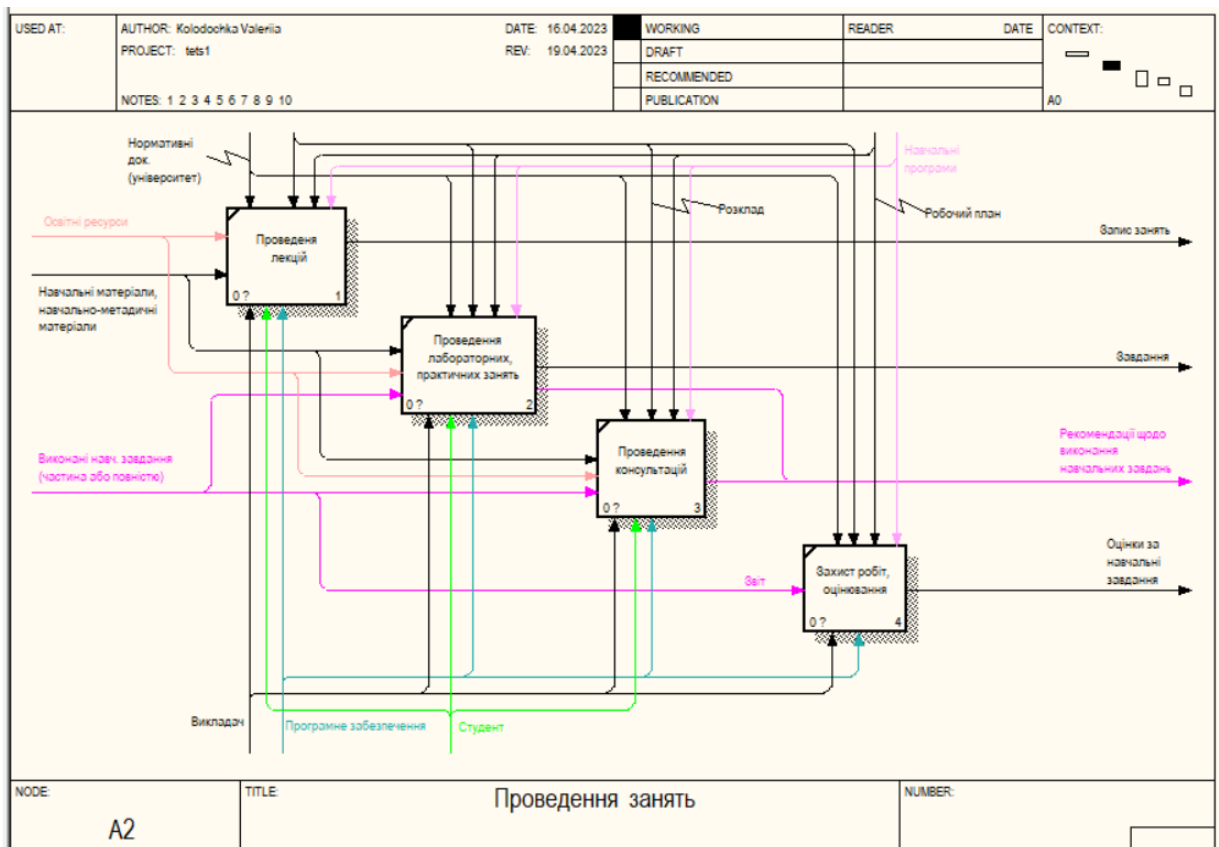 USED AT:
AUTHOR: Kolodochka Valeriia
DATE: 16.04.2023
WORKING
READER
DATE
CONTEXT:
PROJECT: tets1
REV: 19.04.2023
DRAFT
RECOMMENDED
NOTES: 1 2 3 4 5 6 7 8 9 10
PUBLICATION
A0
Нормативні
док.
(університет)
Навчальні
програми
Розклад
Робочий план
Освітні ресурси
Проведеня
лекцій
0 ?
1
Запис занять
Навчальні матеріали,
навчально-метадичні
матеріали
Проведення
лабораторних,
практичних занять
0 ?
2
Завдання
Виконані навч. завдання
(частина або повністю)
Проведення
консультацій
0 ?
3
Рекомендації щодо
виконання
навчальних завдань
Звіт
Захист робіт,
оцінювання
0 ?
4
Оцінки за
навчальні
завдання
Викладач
Програмне забезпечення
Студент
NODE:
TITLE:
NUMBER:
A2
Проведення занять